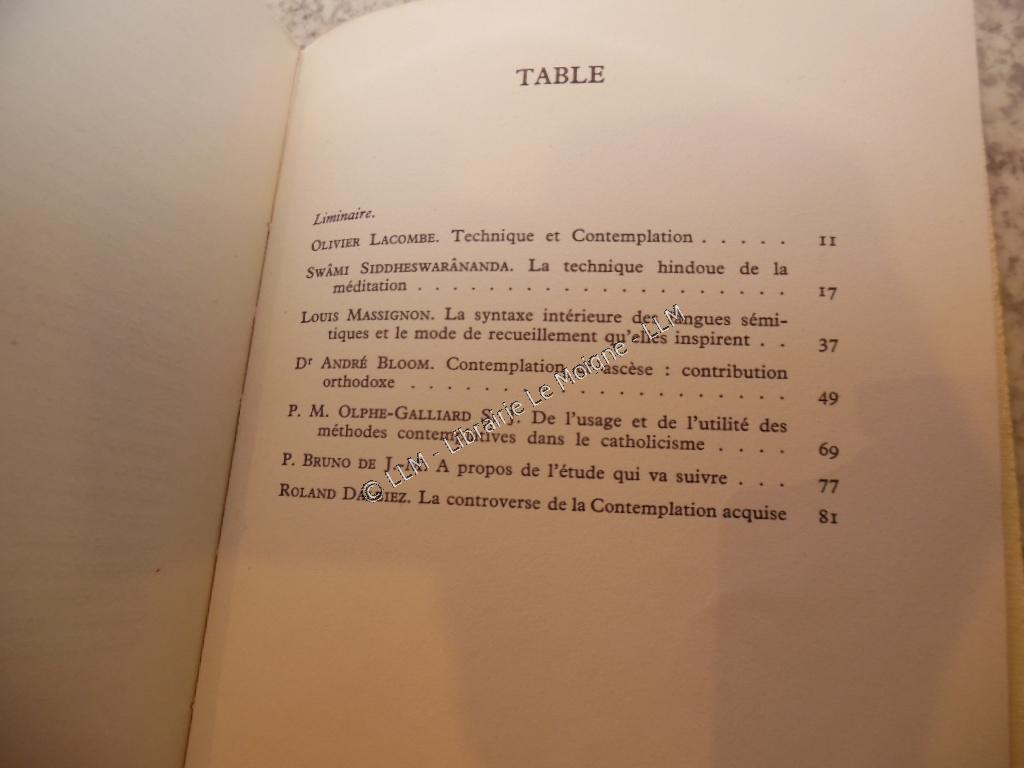 TABLE
Liminaire.
OLIVIER LACOMBE. Technique et Contemplation . . . . . 11
SWÂMI SIDDHESWARÂNANDA. La technique hindoue de la
méditation . . . . . . . . . . . . . . . . . . . . 17
LOUIS MASSIGNON. La syntaxe intérieure des langues sémi-
tiques et le mode de recueillement qu'elles inspirent . . 37
Dr ANDRÉ BLOOM. Contemplation ascèse : contribution
orthodoxe . . . . . . . . . . . . . . . . . . . . 49
P. M. OLPHE-GALLIARD S. J. De l'usage et de l'utilité des
méthodes contemplatives dans le catholicisme . . . . 69
P. BRUNO DE J. A propos de l'étude qui va suivre . . . 77
ROLAND DALBIEZ. La controverse de la Contemplation acquise 81
© LLM - Librairie Le Moigne - LLM